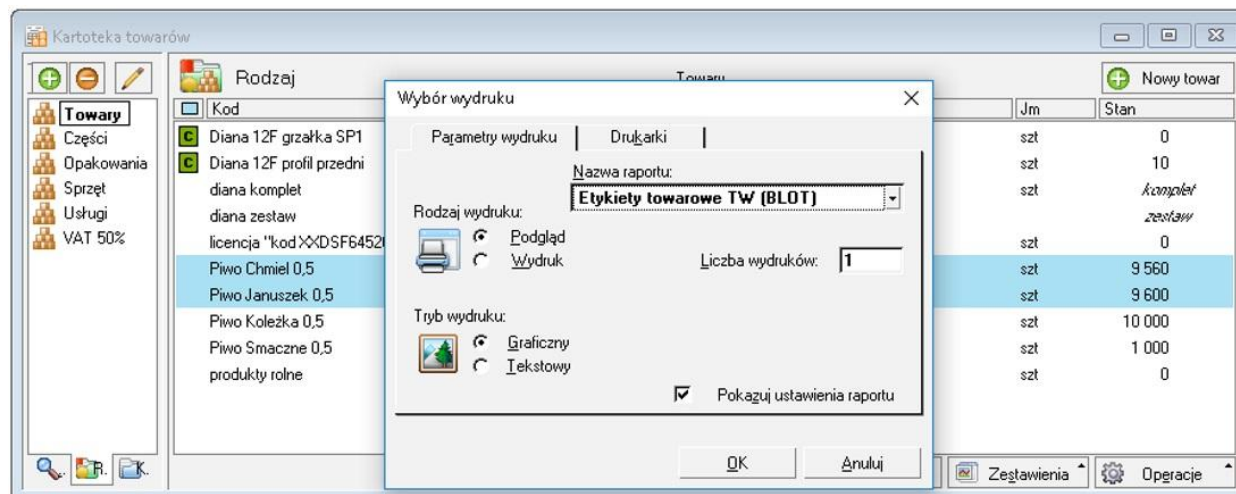 Kartoteka towarów
Rodzaj
Towary
Nowy towar
Towary
Części
Opakowania
Sprzęt
Usługi
VAT 50%
R.
K.
Kod
Jm
Stan
C Diana 12F grzałka SP1 szt 0
C Diana 12F profil przedni szt 10
diana komplet szt komplet
diana zestaw zestaw
licencja "kod XXDSF6452 szt 0
Piwo Chmiel 0,5 szt 9 560
Piwo Januszek 0,5 szt 9 600
Piwo Koleżka 0,5 szt 10 000
Piwo Smaczne 0,5 szt 1 000
produkty rolne szt 0
Wybór wydruku
Parametry wydruku
Drukarki
Nazwa raportu:
Etykiety towarowe TW (BLOT)
Rodzaj wydruku:
Podgląd
Wydruk
Liczba wydruków: 1
Tryb wydruku:
Graficzny
Tekstowy
Pokazuj ustawienia raportu
OK
Anuluj
Zestawienia
Operacje